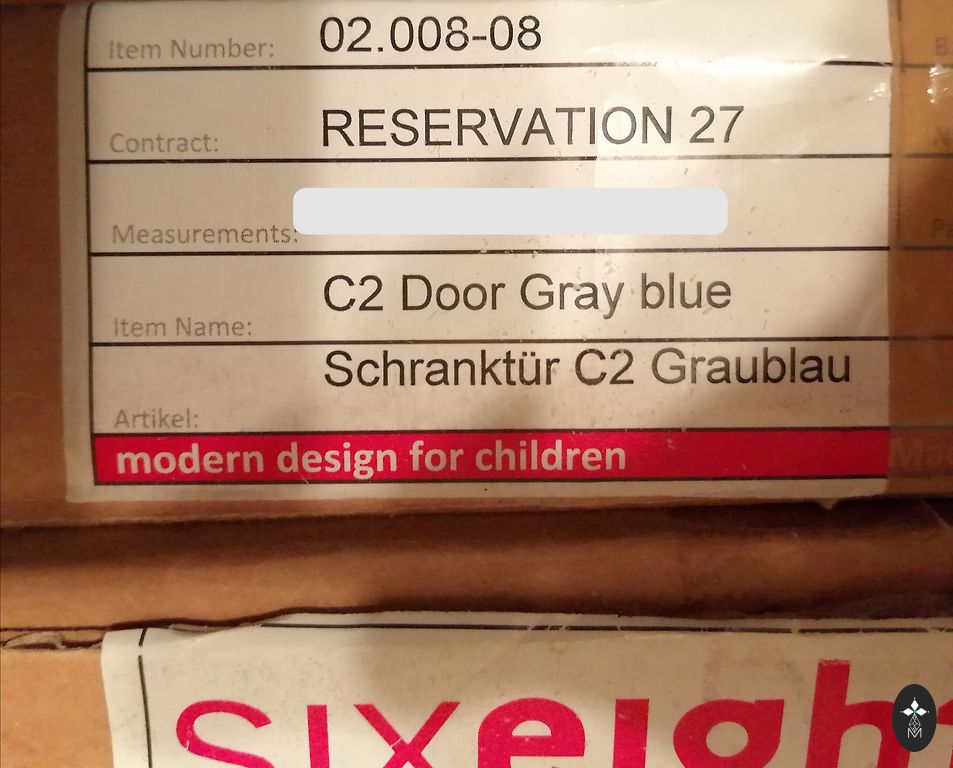 Item Number: 02.008-08
Contract: RESERVATION 27
Measurements:
Item Name: C2 Door Gray blue
Artikel: Schranktür C2 Graublau
modern design for children
sixeigh